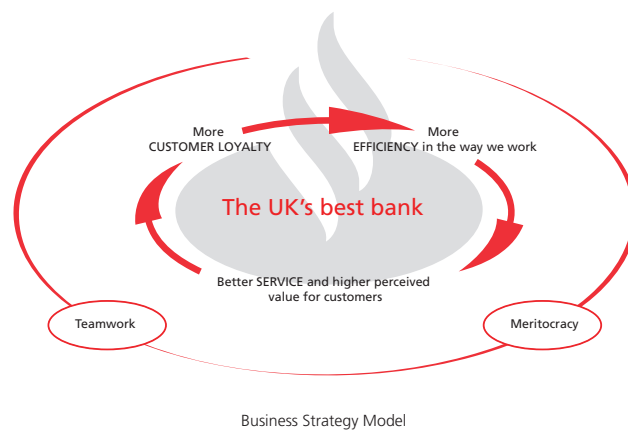 More
CUSTOMER LOYALTY
More
EFFICIENCY in the way we work
The UK's best bank
Better SERVICE and higher perceived
value for customers
Teamwork
Meritocracy
Business Strategy Model